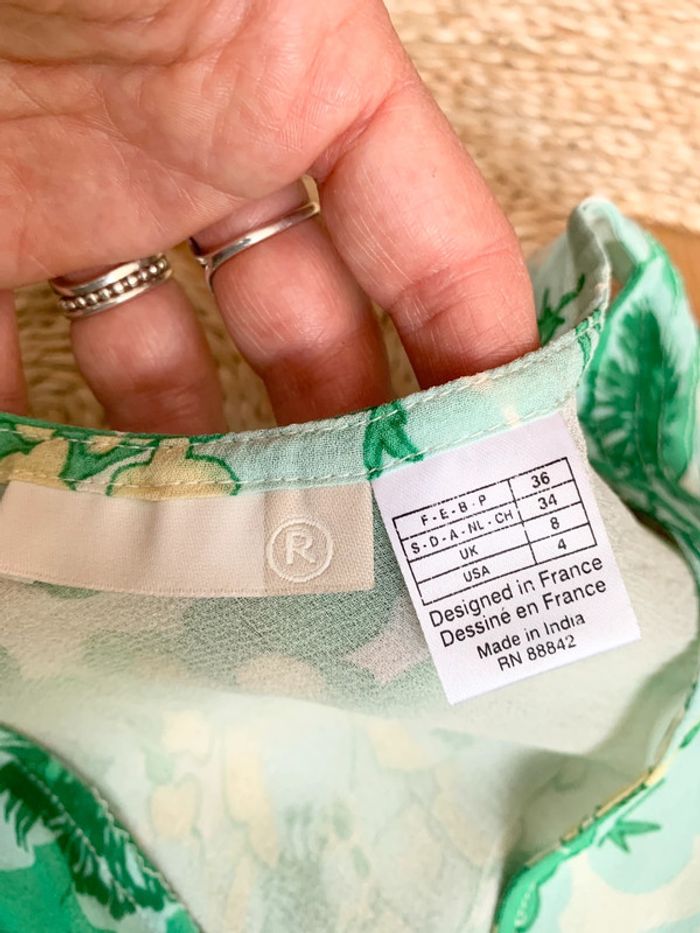 R
F - E - B - P 36
S - D - A - NL - CH 34
UK 8
USA 4
Designed in France
Dessiné en France
Made in India
RN 88842